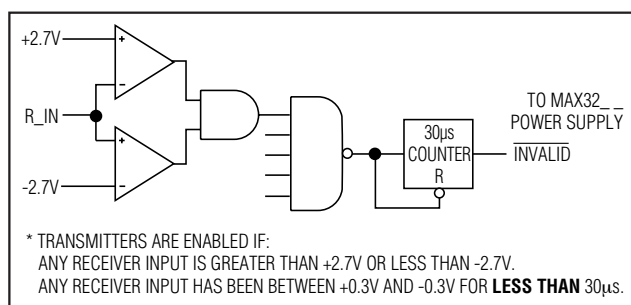 +2.7V
R_IN
-2.7V
30µs
COUNTER
R
TO MAX32_ _
POWER SUPPLY
INVALID
* TRANSMITTERS ARE ENABLED IF:
ANY RECEIVER INPUT IS GREATER THAN +2.7V OR LESS THAN -2.7V.
ANY RECEIVER INPUT HAS BEEN BETWEEN +0.3V AND -0.3V FOR LESS THAN 30µs.